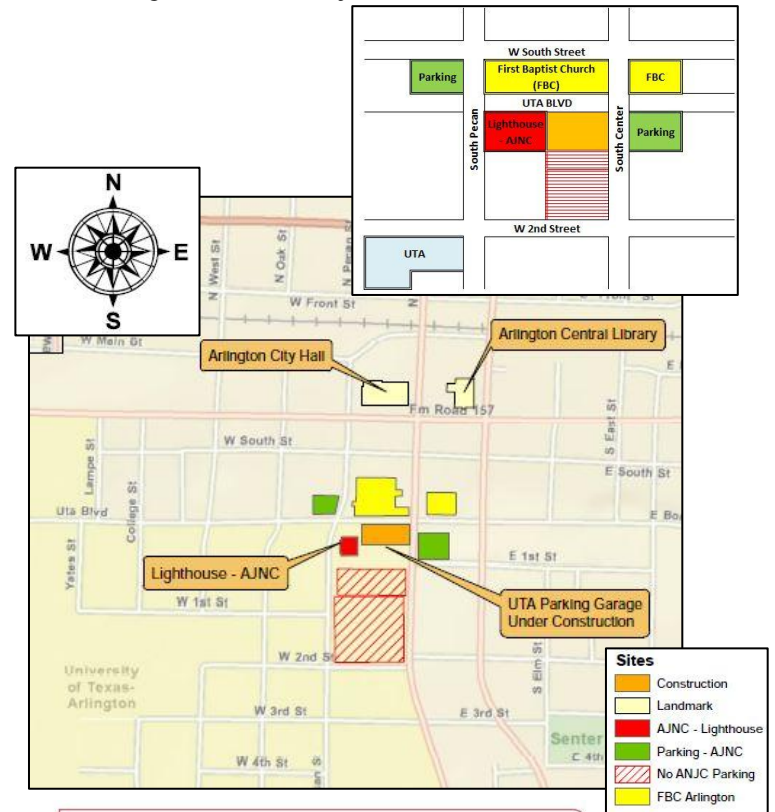 W South Street
Parking
First Baptist Church
(FBC)
FBC
UTA BLVD
South Pecan
Lighthouse
- AJNC
South Center
Parking
W 2nd Street
UTA
N
W
E
S
N West St
N Oak St
N Pecan St
N
W Front St
W Main St
Arlington City Hall
Arlington Central Library
Fm Road 157
W South St
S East St
E South St
Lampe St
College St
Uta Blvd
Yates St
E 1st St
Lighthouse - AJNC
W 1st St
UTA Parking Garage
Under Construction
W 2nd St
S Elm St
University
of Texas-
Arlington
W 3rd St
E 3rd St
W 4th St
Senter
Sites
Construction
Landmark
AJNC - Lighthouse
Parking - AJNC
No ANJC Parking
FBC Arlington